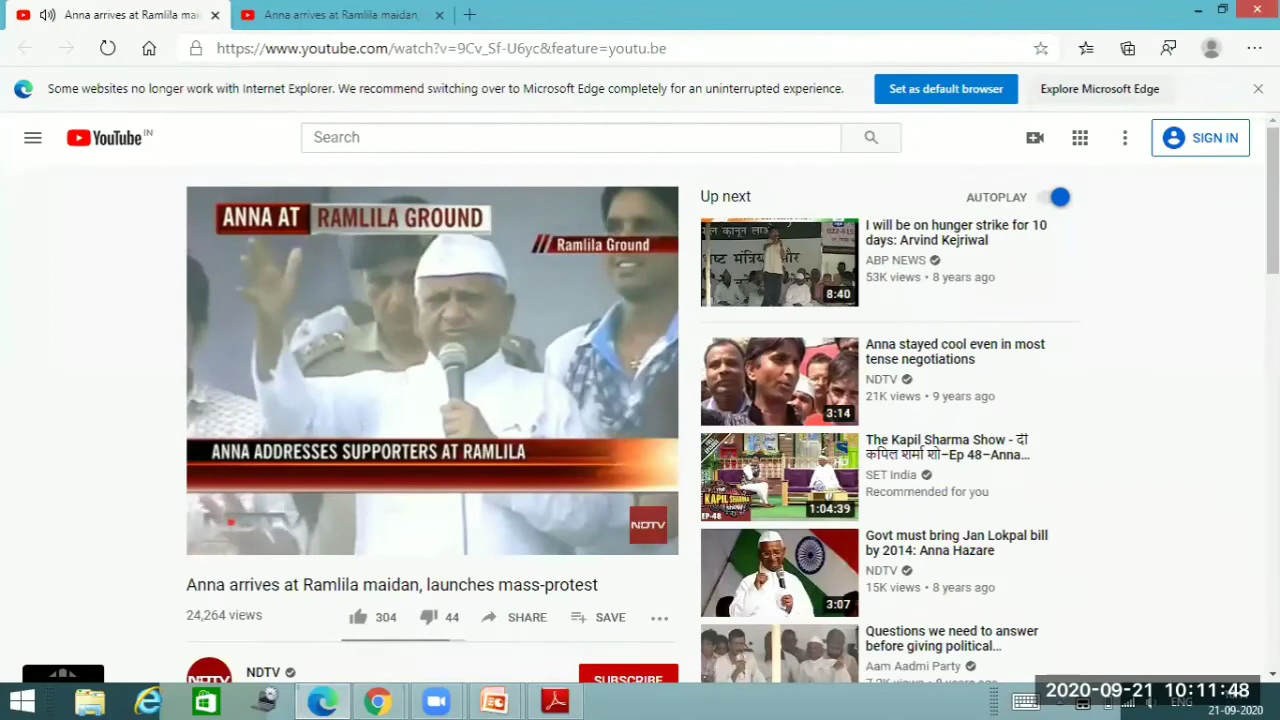 Anna arrives at Ramlila mai
Anna arrives at Ramlila maidan,
https://www.youtube.com/watch?v=9Cv_Sf-U6yc&feature=youtu.be
Some websites no longer work with Internet Explorer. We recommend switching over to Microsoft Edge completely for an uninterrupted experience.
Set as default browser
Explore Microsoft Edge
YouTube IN
Search
SIGN IN
ANNA AT RAMLILA GROUND
Ramlila Ground
ANNA ADDRESSES SUPPORTERS AT RAMLILA
NDTV
Anna arrives at Ramlila maidan, launches mass-protest
24,264 views
304
44
SHARE
SAVE
NDTV
NDTV
SUBSCRIBE
Up next
AUTOPLAY
8:40
I will be on hunger strike for 10
days: Arvind Kejriwal
ABP NEWS
53K views • 8 years ago
3:14
Anna stayed cool even in most
tense negotiations
NDTV
21K views • 9 years ago
THE KAPIL SHARMA SHOW
EP-48
1:04:39
The Kapil Sharma Show - दी
कपिल शर्मा शो–Ep 48–Anna...
SET India
Recommended for you
3:07
Govt must bring Jan Lokpal bill
by 2014: Anna Hazare
NDTV
15K views • 8 years ago
Questions we need to answer
before giving political...
Aam Aadmi Party
2020-09-21 10:11:48
ENG
21-09-2020